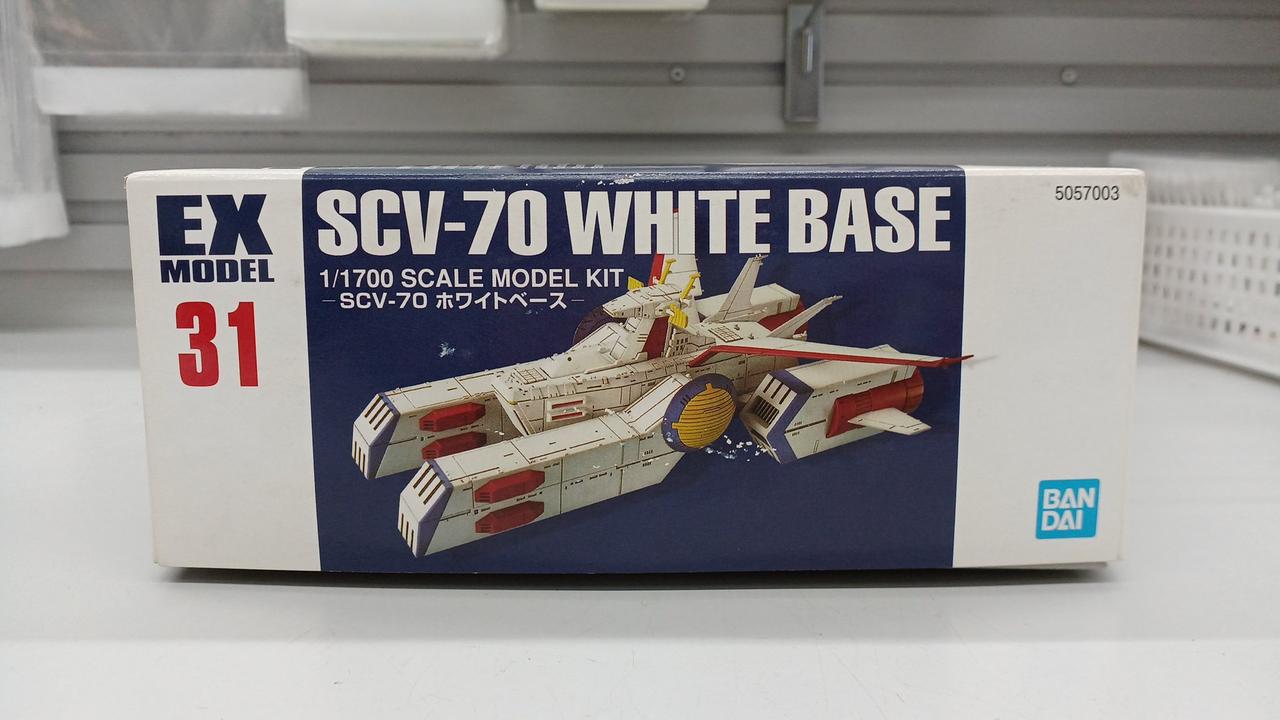 EX
MODEL
31
SCV-70 WHITE BASE
1/1700 SCALE MODEL KIT
–SCV-70 ホワイトベース–
5057003
BAN
DAI